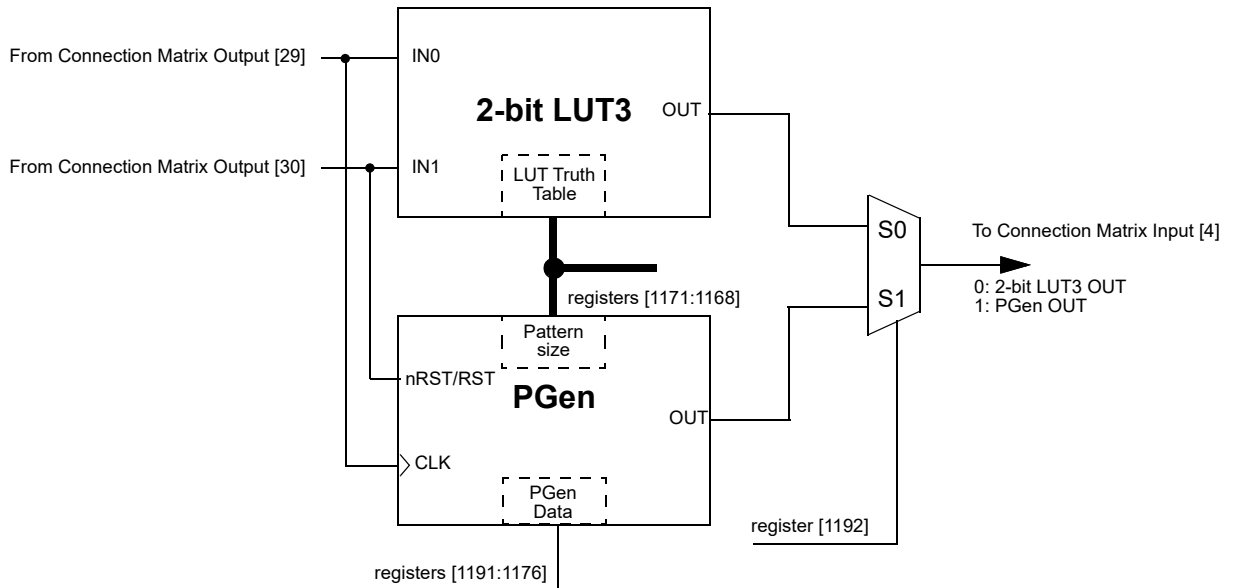 From Connection Matrix Output [29]
IN0
2-bit LUT3
OUT
From Connection Matrix Output [30]
IN1
LUT Truth
Table
S0
To Connection Matrix Input [4]
0: 2-bit LUT3 OUT
1: PGen OUT
S1
registers [1171:1168]
Pattern
size
nRST/RST
PGen
OUT
CLK
PGen
Data
register [1192]
registers [1191:1176]